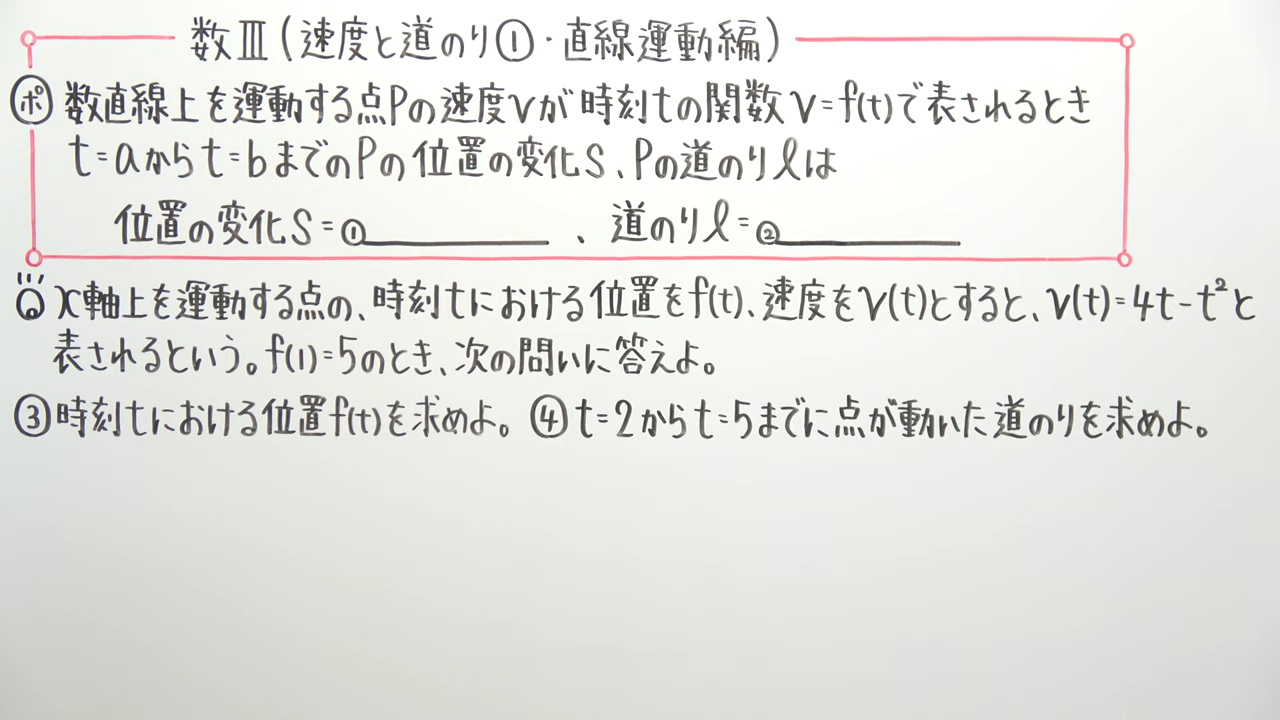 数Ⅲ(速度と道のり①・直線運動編)
ポ 数直線上を運動する点Pの速度vが時刻tの関数v=f(t)で表されるとき
t=aからt=bまでのPの位置の変化s、Pの道のりlは
位置の変化s=①________、道のりl=②________
Q x軸上を運動する点の、時刻tにおける位置をf(t)、速度をv(t)とすると、v(t)=4t-t²と
表されるという。f(1)=5のとき、次の問いに答えよ。
③時刻tにおける位置f(t)を求めよ。④t=2からt=5までに点が動いた道のりを求めよ。